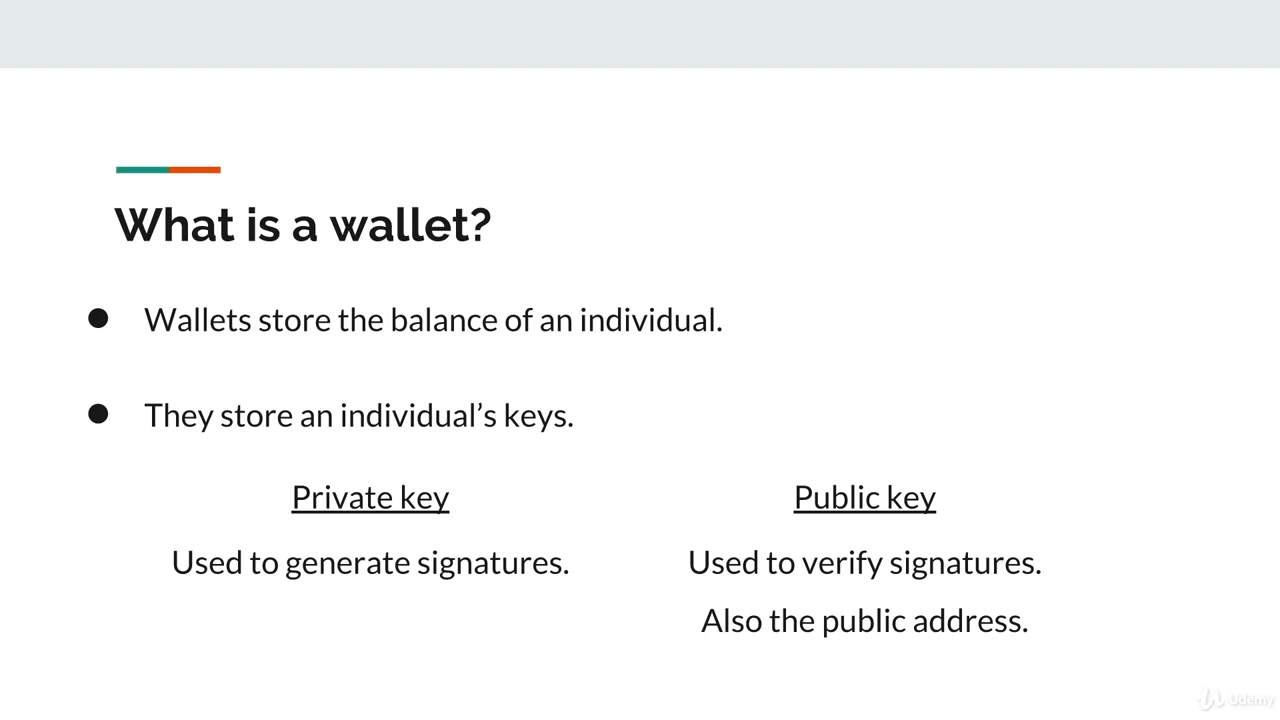 What is a wallet?
● Wallets store the balance of an individual.
● They store an individual’s keys.
Private key
Used to generate signatures.
Public key
Used to verify signatures.
Also the public address.
Udemy